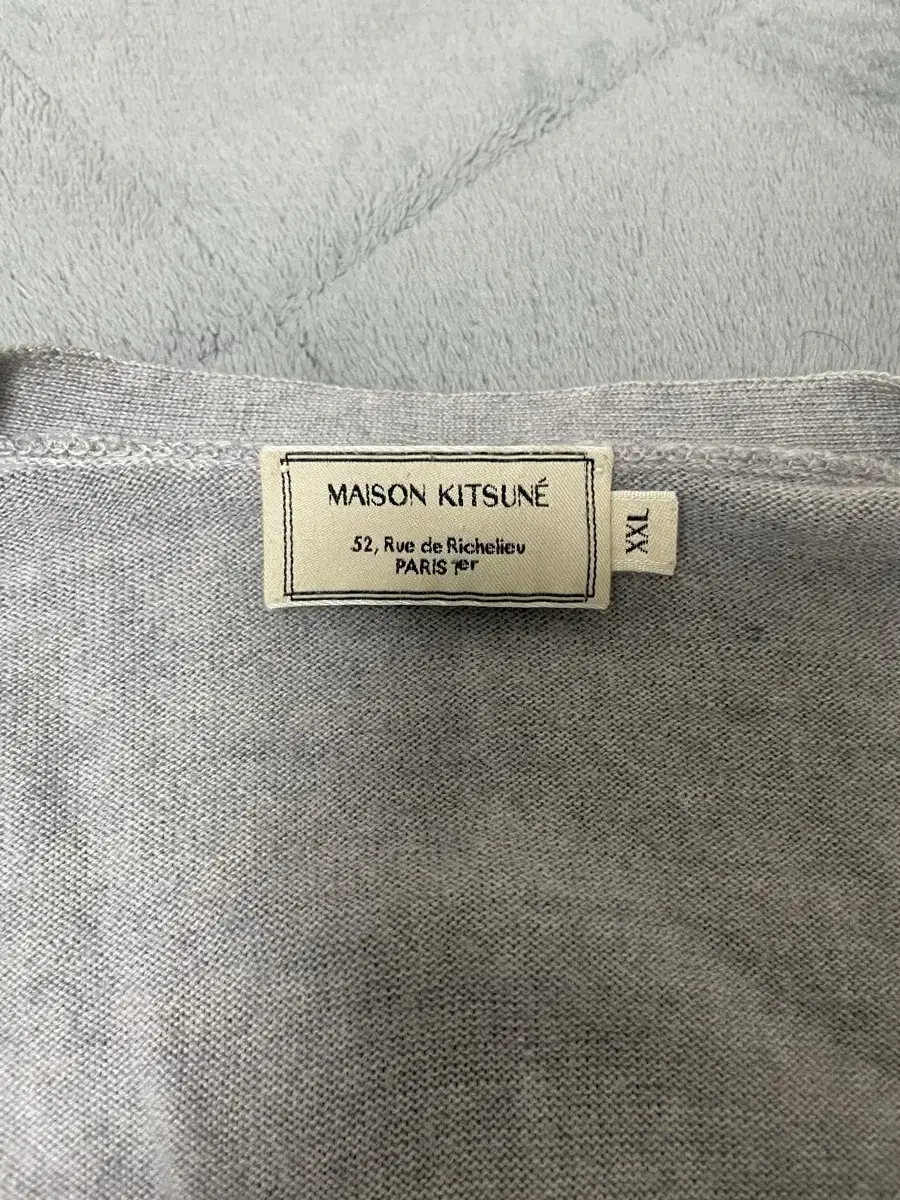 MAISON KITSUNÉ
52, Rue de Richelieu
PARIS 1er
XXL